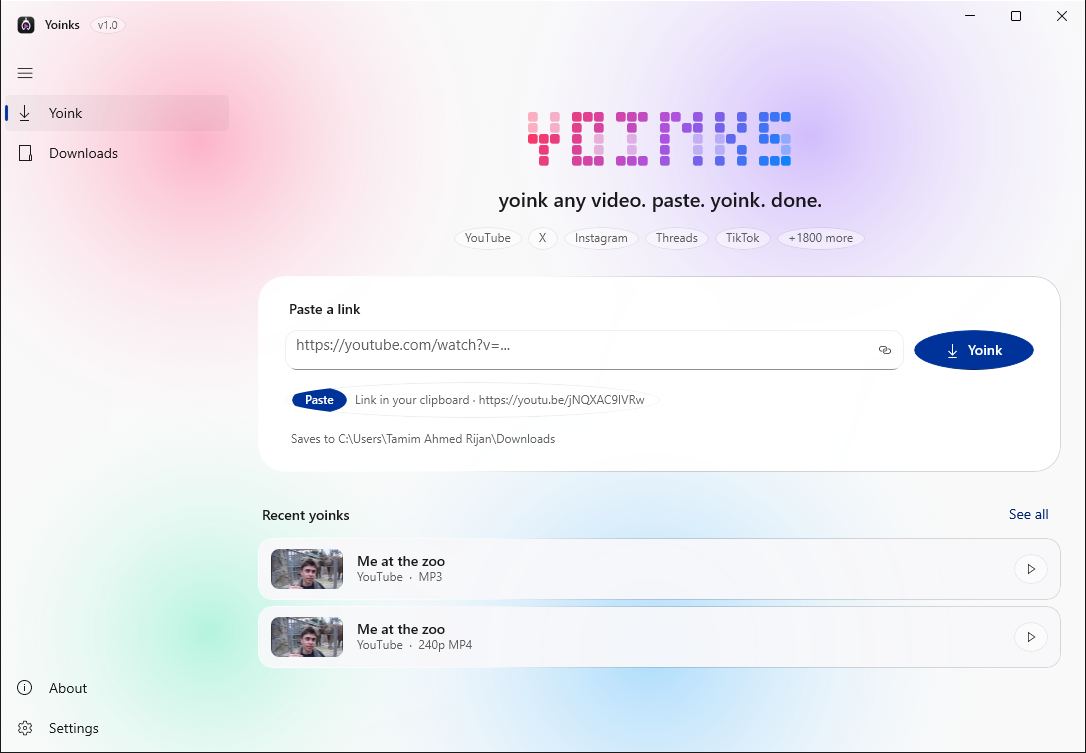 Yoinks v1.0
Yoink
Downloads
YOINKS
yoink any video. paste. yoink. done.
YouTube X Instagram Threads TikTok +1800 more
Paste a link
https://youtube.com/watch?v=...
Yoink
Paste Link in your clipboard · https://youtu.be/jNQXAC9IVRw
Saves to C:\Users\Tamim Ahmed Rijan\Downloads
Recent yoinks See all
Me at the zoo
YouTube · MP3
Me at the zoo
YouTube · 240p MP4
About
Settings